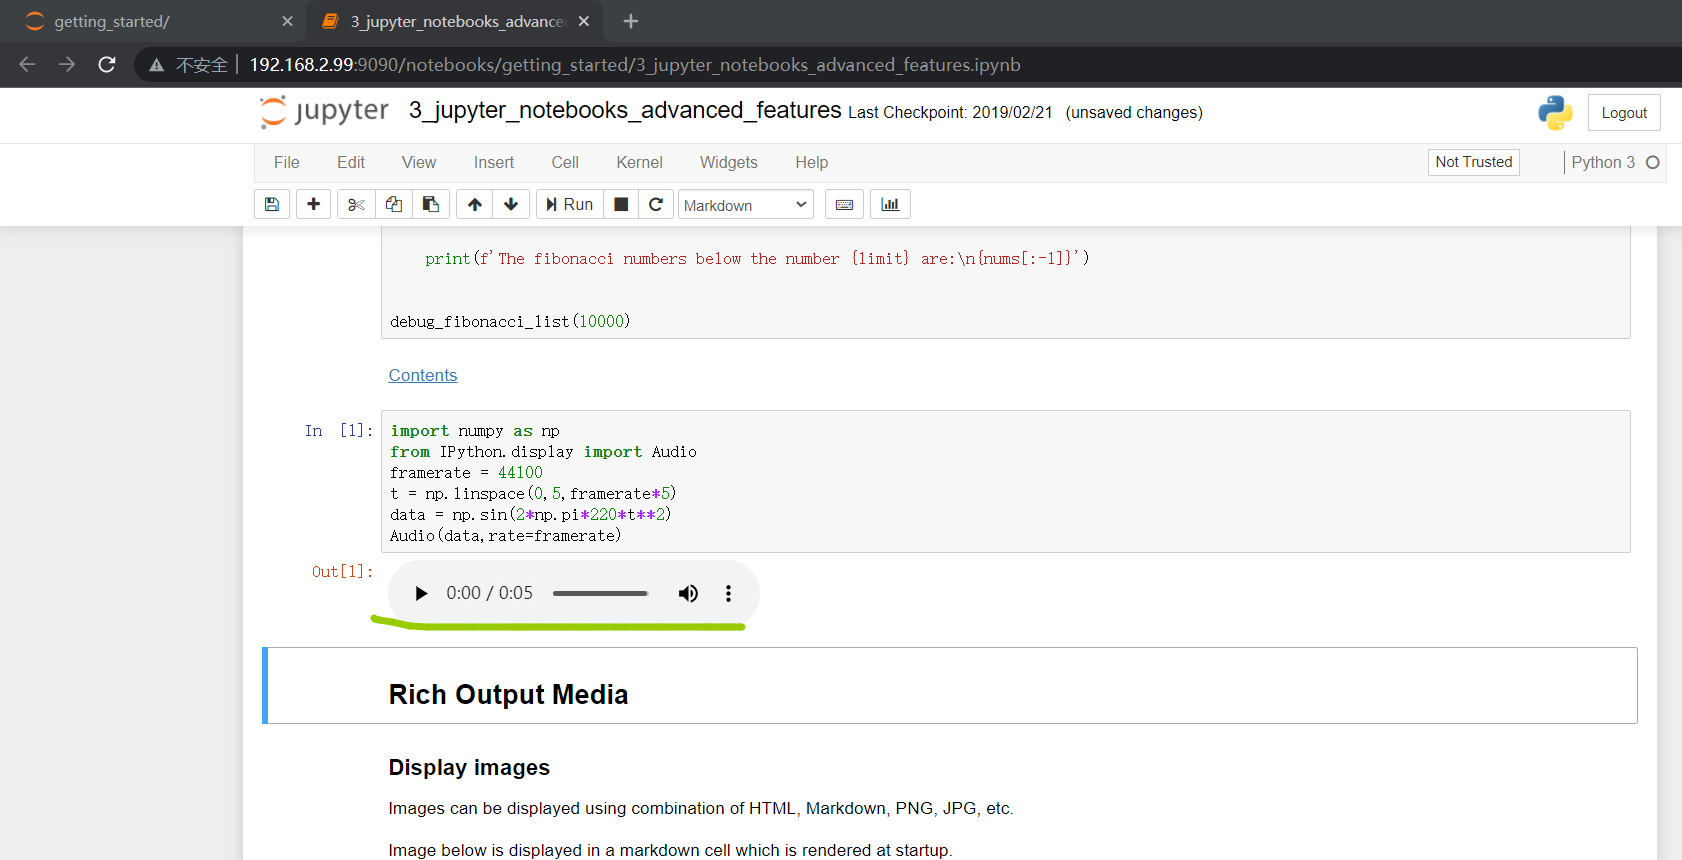 getting_started/
3_jupyter_notebooks_advance
不安全 192.168.2.99:9090/notebooks/getting_started/3_jupyter_notebooks_advanced_features.ipynb
jupyter 3_jupyter_notebooks_advanced_features Last Checkpoint: 2019/02/21 (unsaved changes)
Logout
File Edit View Insert Cell Kernel Widgets Help
Not Trusted
Python 3
Run
Markdown
print(f'The fibonacci numbers below the number {limit} are:\n{nums[:-1]}')
debug_fibonacci_list(10000)
Contents
In [1]:
import numpy as np
from IPython.display import Audio
framerate = 44100
t = np.linspace(0,5,framerate*5)
data = np.sin(2*np.pi*220*t**2)
Audio(data,rate=framerate)
Out[1]:
0:00 / 0:05
Rich Output Media
Display images
Images can be displayed using combination of HTML, Markdown, PNG, JPG, etc.
Image below is displayed in a markdown cell which is rendered at startup.